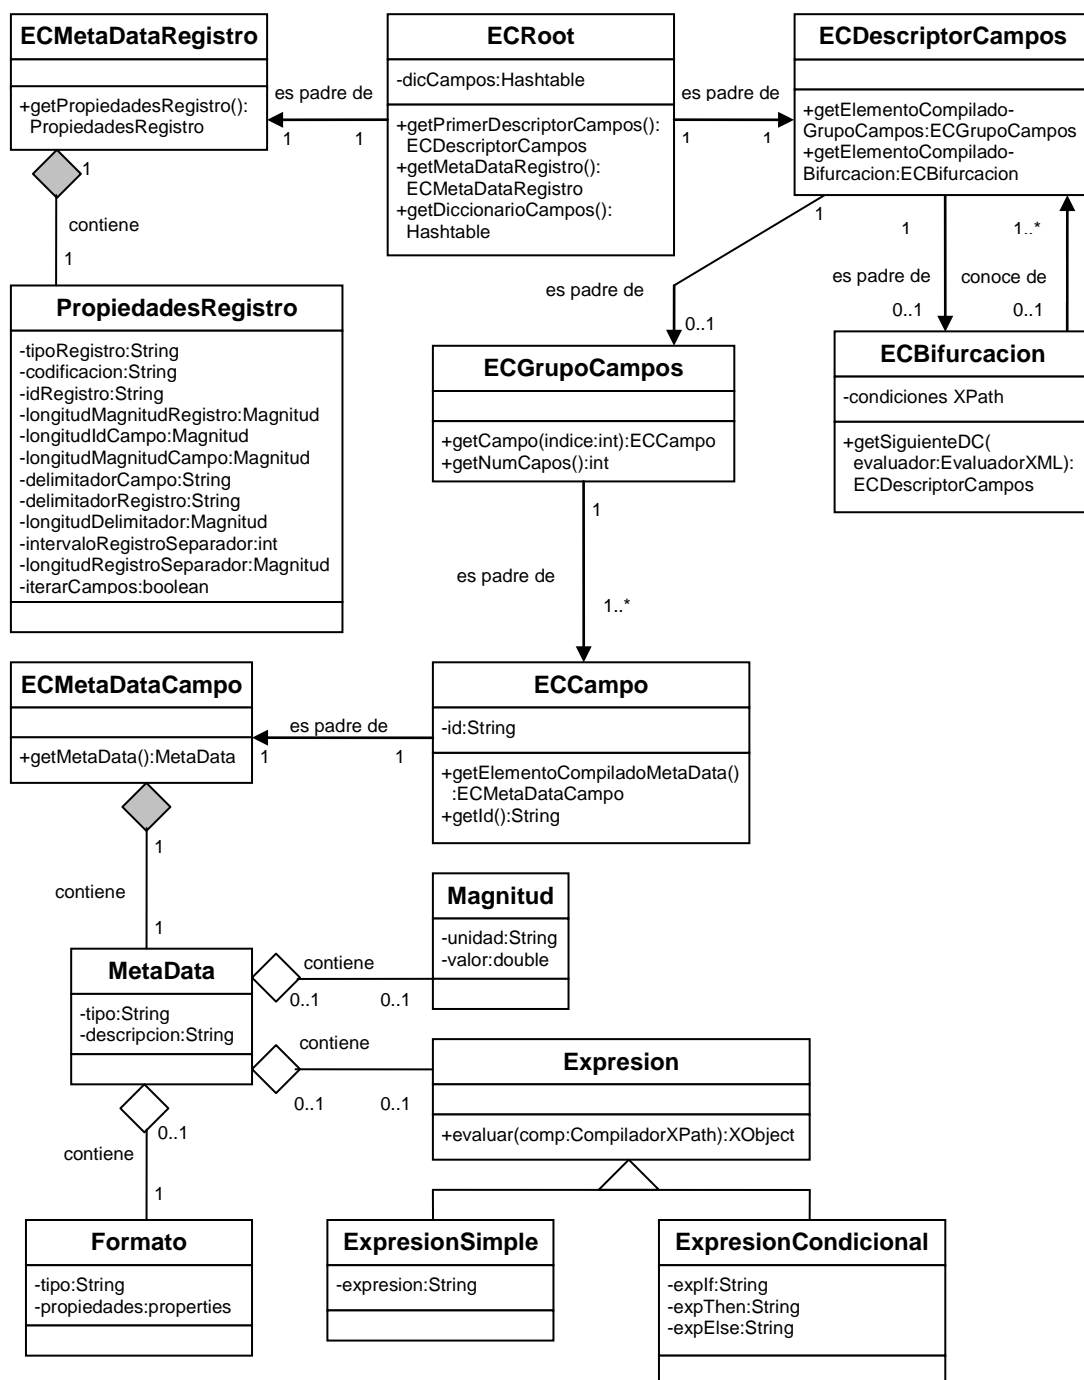 ECMetaDataRegistro
+getPropiedadesRegistro():
PropiedadesRegistro
es padre de
1
1
ECRoot
-dicCampos:Hashtable
+getPrimerDescriptorCampos():
ECDescriptorCampos
+getMetaDataRegistro():
ECMetaDataRegistro
+getDiccionarioCampos():
Hashtable
es padre de
1
1
ECDescriptorCampos
+getElementoCompilado-
GrupoCampos:ECGrupoCampos
+getElementoCompilado-
Bifurcacion:ECBifurcacion
1
contiene
1
1
es padre de
0..1
1
es padre de
0..1
1..*
conoce de
0..1
PropiedadesRegistro
-tipoRegistro:String
-codificacion:String
-idRegistro:String
-longitudMagnitudRegistro:Magnitud
-longitudIdCampo:Magnitud
-longitudMagnitudCampo:Magnitud
-delimitadorCampo:String
-delimitadorRegistro:String
-longitudDelimitador:Magnitud
-intervaloRegistroSeparador:int
-longitudRegistroSeparador:Magnitud
-iterarCampos:boolean
ECGrupoCampos
+getCampo(indice:int):ECCampo
+getNumCapos():int
ECBifurcacion
-condiciones XPath
+getSiguienteDC(
evaluador:EvaluadorXML):
ECDescriptorCampos
1
es padre de
1..*
ECMetaDataCampo
+getMetaData():MetaData
es padre de
1
1
ECCampo
-id:String
+getElementoCompiladoMetaData()
:ECMetaDataCampo
+getId():String
1
contiene
1
MetaData
-tipo:String
-descripcion:String
contiene
0..1
0..1
Magnitud
-unidad:String
-valor:double
contiene
0..1
0..1
Expresion
+evaluar(comp:CompiladorXPath):XObject
0..1
contiene
1
Formato
-tipo:String
-propiedades:properties
ExpresionSimple
-expresion:String
ExpresionCondicional
-expIf:String
-expThen:String
-expElse:String